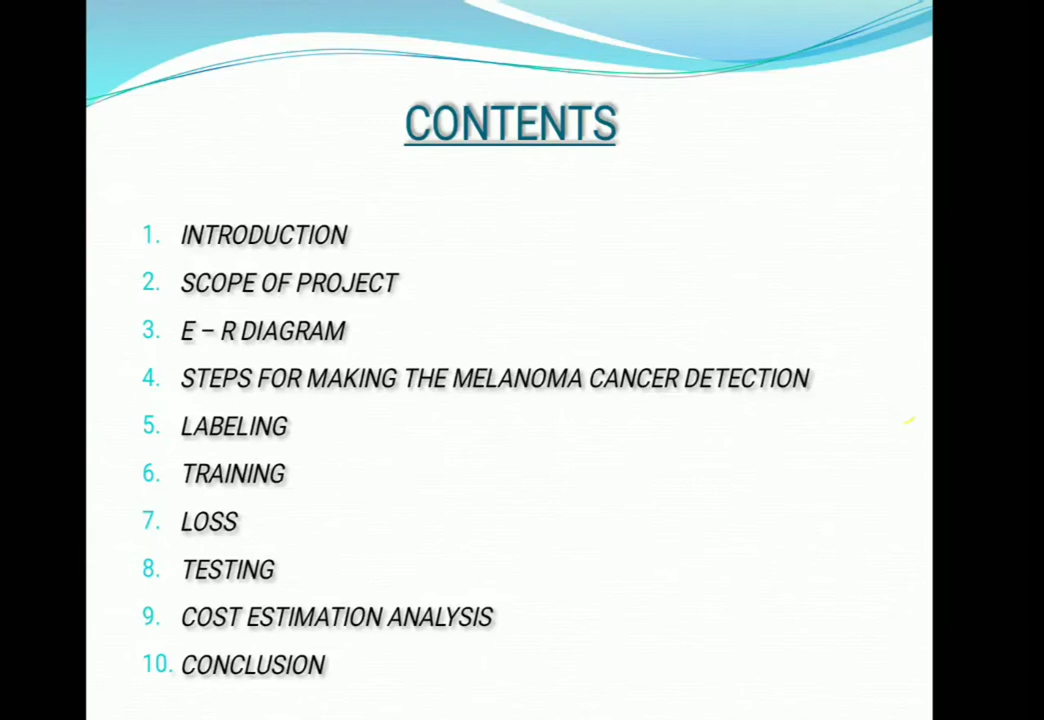 CONTENTS
1. INTRODUCTION
2. SCOPE OF PROJECT
3. E – R DIAGRAM
4. STEPS FOR MAKING THE MELANOMA CANCER DETECTION
5. LABELING
6. TRAINING
7. LOSS
8. TESTING
9. COST ESTIMATION ANALYSIS
10. CONCLUSION